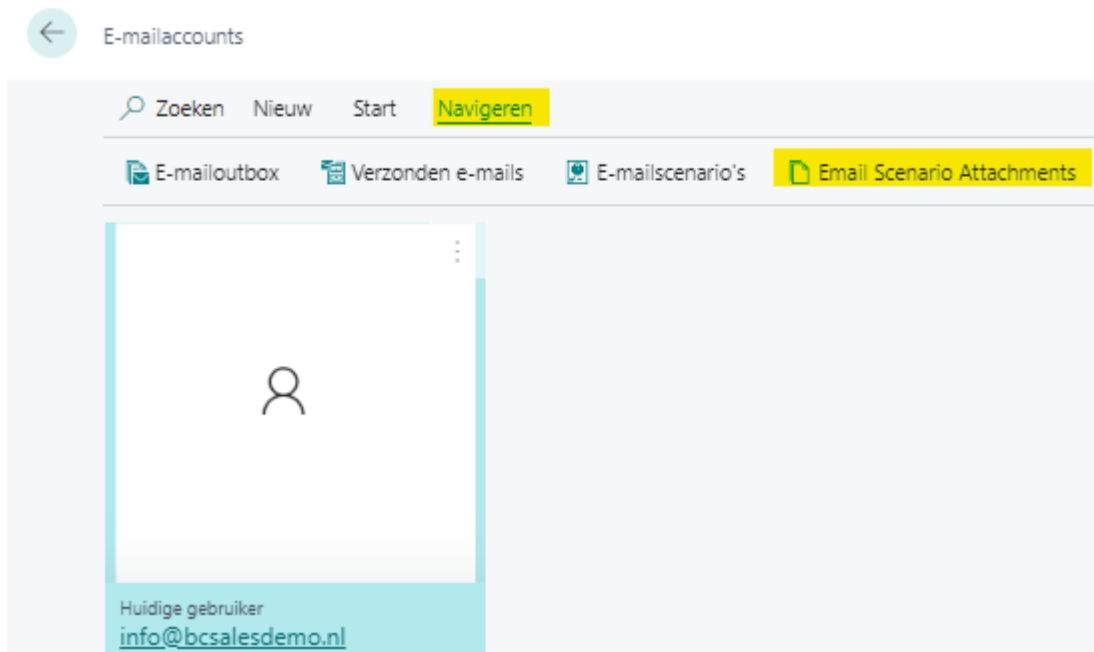 E-mailaccounts
Zoeken Nieuw Start Navigeren
E-mailoutbox Verzonden e-mails E-mailscenario's Email Scenario Attachments
Huidige gebruiker
info@bcsalesdemo.nl